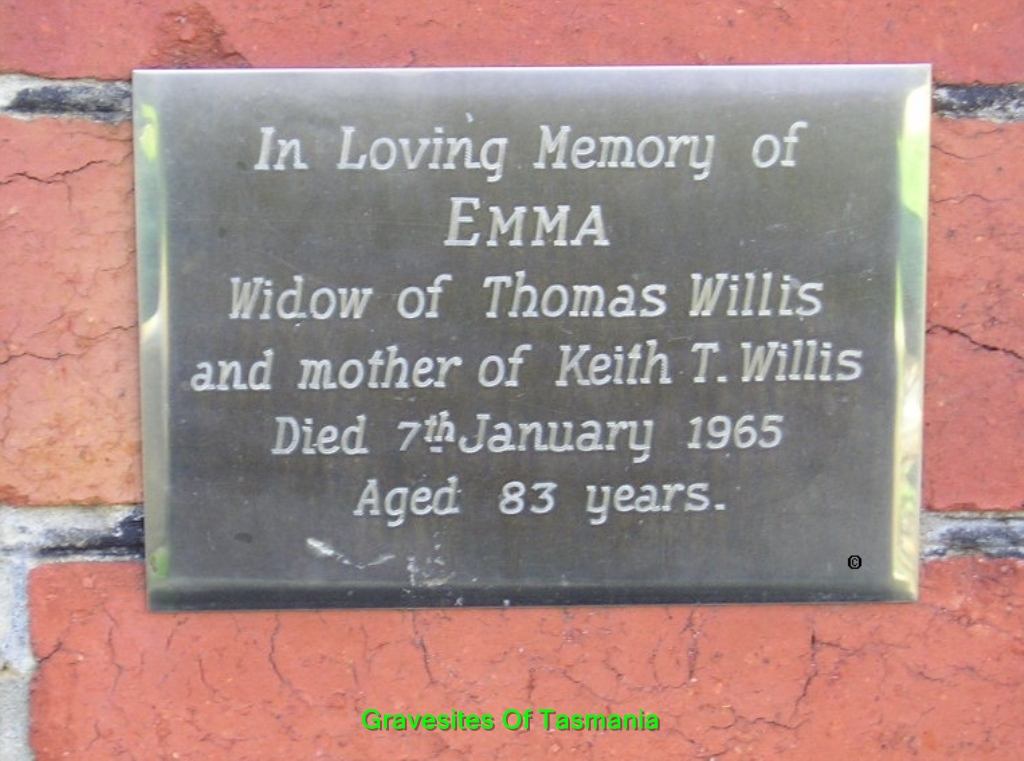 In Loving Memory of
EMMA
Widow of Thomas Willis
and mother of Keith T. Willis
Died 7th January 1965
Aged 83 years.
©
Gravesites Of Tasmania